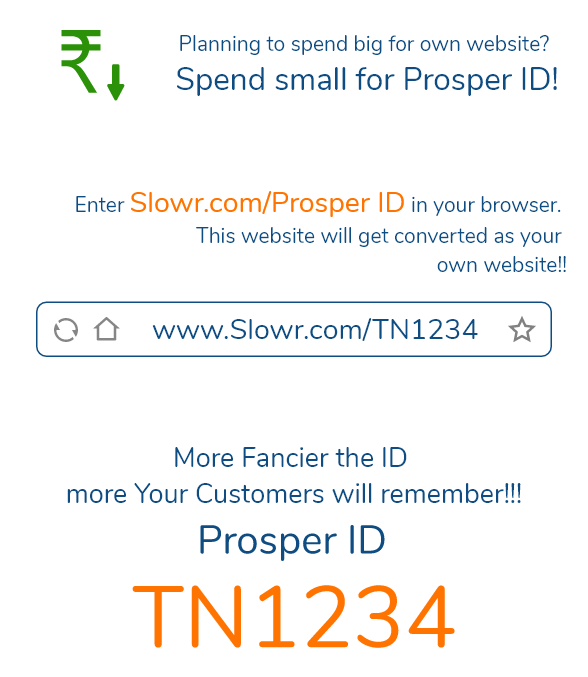 ₹
Planning to spend big for own website?
Spend small for Prosper ID!
Enter Slowr.com/Prosper ID in your browser.
This website will get converted as your
own website!!
www.Slowr.com/TN1234
More Fancier the ID
more Your Customers will remember!!!
Prosper ID
TN1234